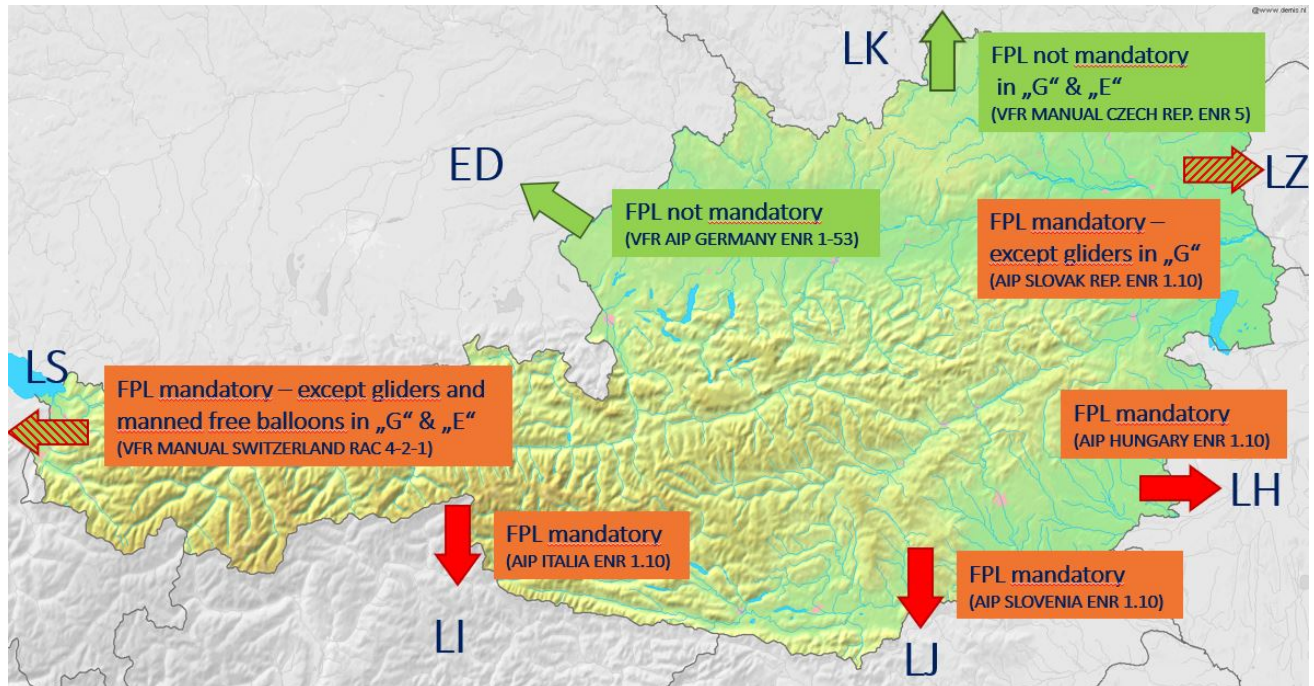 @www.demis.nl
LK
FPL not mandatory
in „G“ & „E“
(VFR MANUAL CZECH REP. ENR 5)
ED
LZ
FPL not mandatory
(VFR AIP GERMANY ENR 1-53)
FPL mandatory –
except gliders in „G“
(AIP SLOVAK REP. ENR 1.10)
LS
FPL mandatory – except gliders and
manned free balloons in „G“ & „E“
(VFR MANUAL SWITZERLAND RAC 4-2-1)
FPL mandatory
(AIP HUNGARY ENR 1.10)
LH
FPL mandatory
(AIP ITALIA ENR 1.10)
LI
FPL mandatory
(AIP SLOVENIA ENR 1.10)
LJ